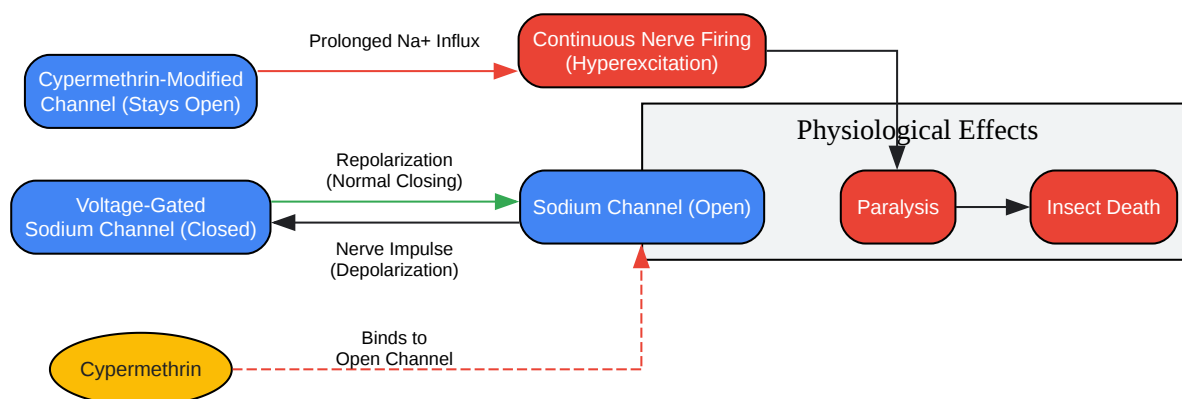 Prolonged Na+ Influx
Continuous Nerve Firing
(Hyperexcitation)
Cypermethrin-Modified
Channel (Stays Open)
Physiological Effects
Repolarization
(Normal Closing)
Voltage-Gated
Sodium Channel (Closed)
Sodium Channel (Open)
Paralysis
Insect Death
Nerve Impulse
(Depolarization)
Binds to
Open Channel
Cypermethrin